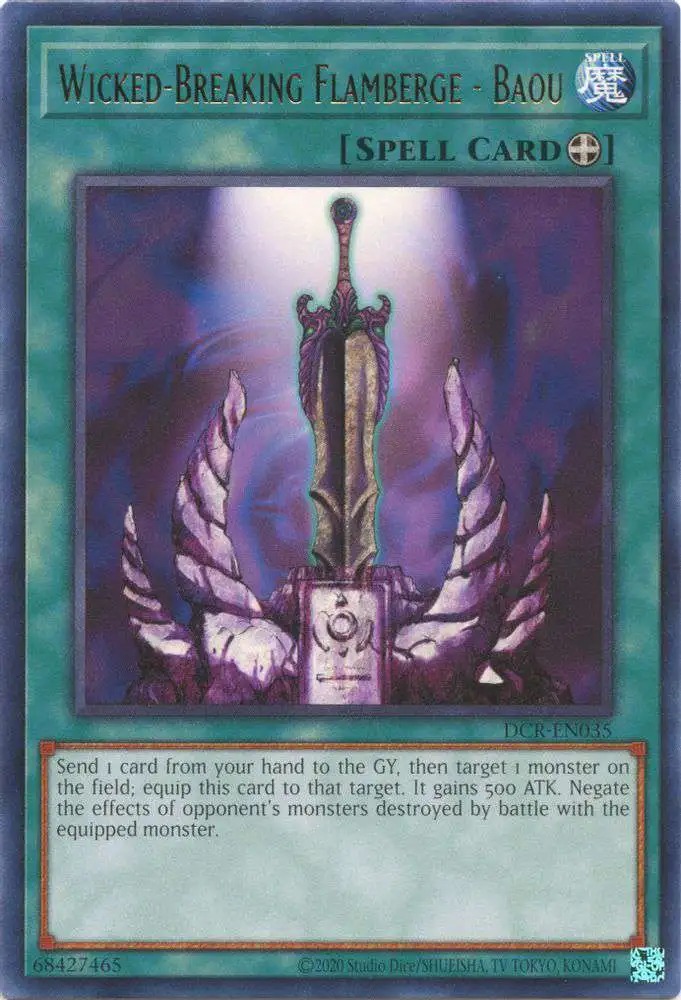 WICKED-BREAKING FLAMBERGE - BAOU
SPELL
魔
[SPELL CARD]
DCR-EN035
Send 1 card from your hand to the GY, then target 1 monster on
the field; equip this card to that target. It gains 500 ATK. Negate
the effects of opponent's monsters destroyed by battle with the
equipped monster.
68427465
©2020 Studio Dice/SHUEISHA, TV TOKYO, KONAMI